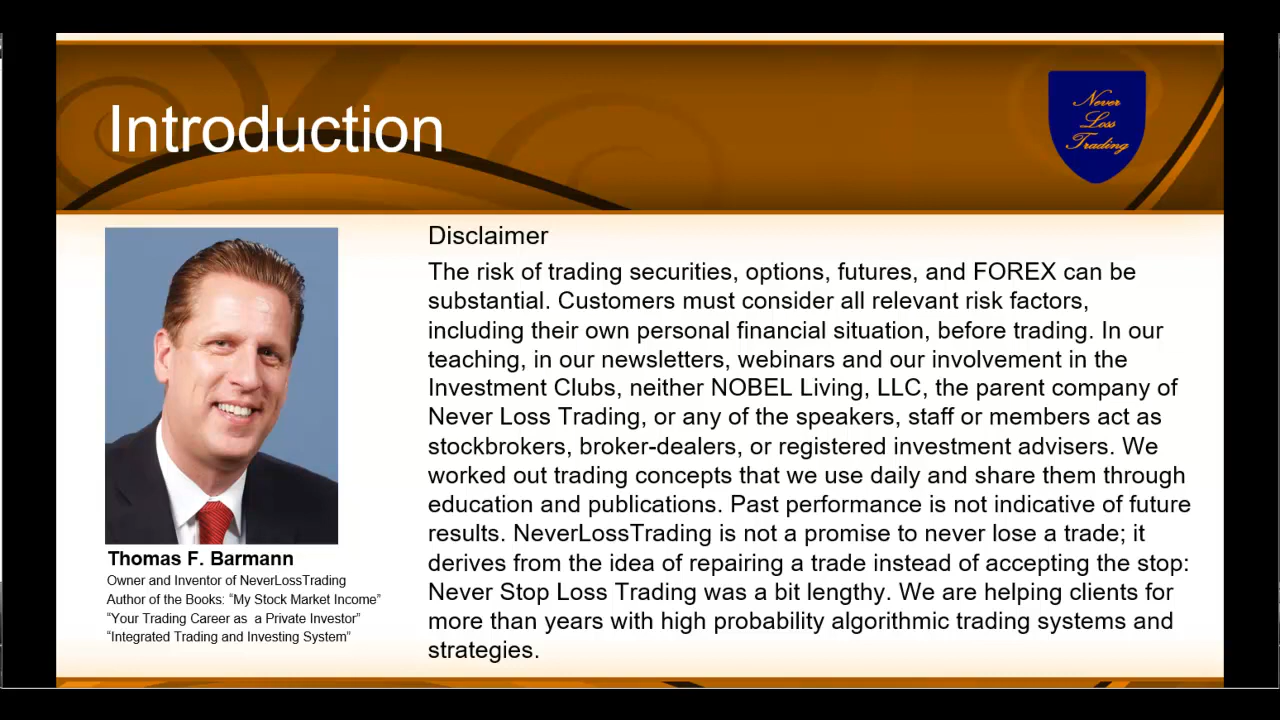 Introduction
Never
Loss
Trading
Disclaimer
The risk of trading securities, options, futures, and FOREX can be
substantial. Customers must consider all relevant risk factors,
including their own personal financial situation, before trading. In our
teaching, in our newsletters, webinars and our involvement in the
Investment Clubs, neither NOBEL Living, LLC, the parent company of
Never Loss Trading, or any of the speakers, staff or members act as
stockbrokers, broker-dealers, or registered investment advisers. We
worked out trading concepts that we use daily and share them through
education and publications. Past performance is not indicative of future
results. NeverLossTrading is not a promise to never lose a trade; it
derives from the idea of repairing a trade instead of accepting the stop:
Never Stop Loss Trading was a bit lengthy. We are helping clients for
more than years with high probability algorithmic trading systems and
strategies.
Thomas F. Barmann
Owner and Inventor of NeverLossTrading
Author of the Books: “My Stock Market Income”
“Your Trading Career as a Private Investor”
“Integrated Trading and Investing System”